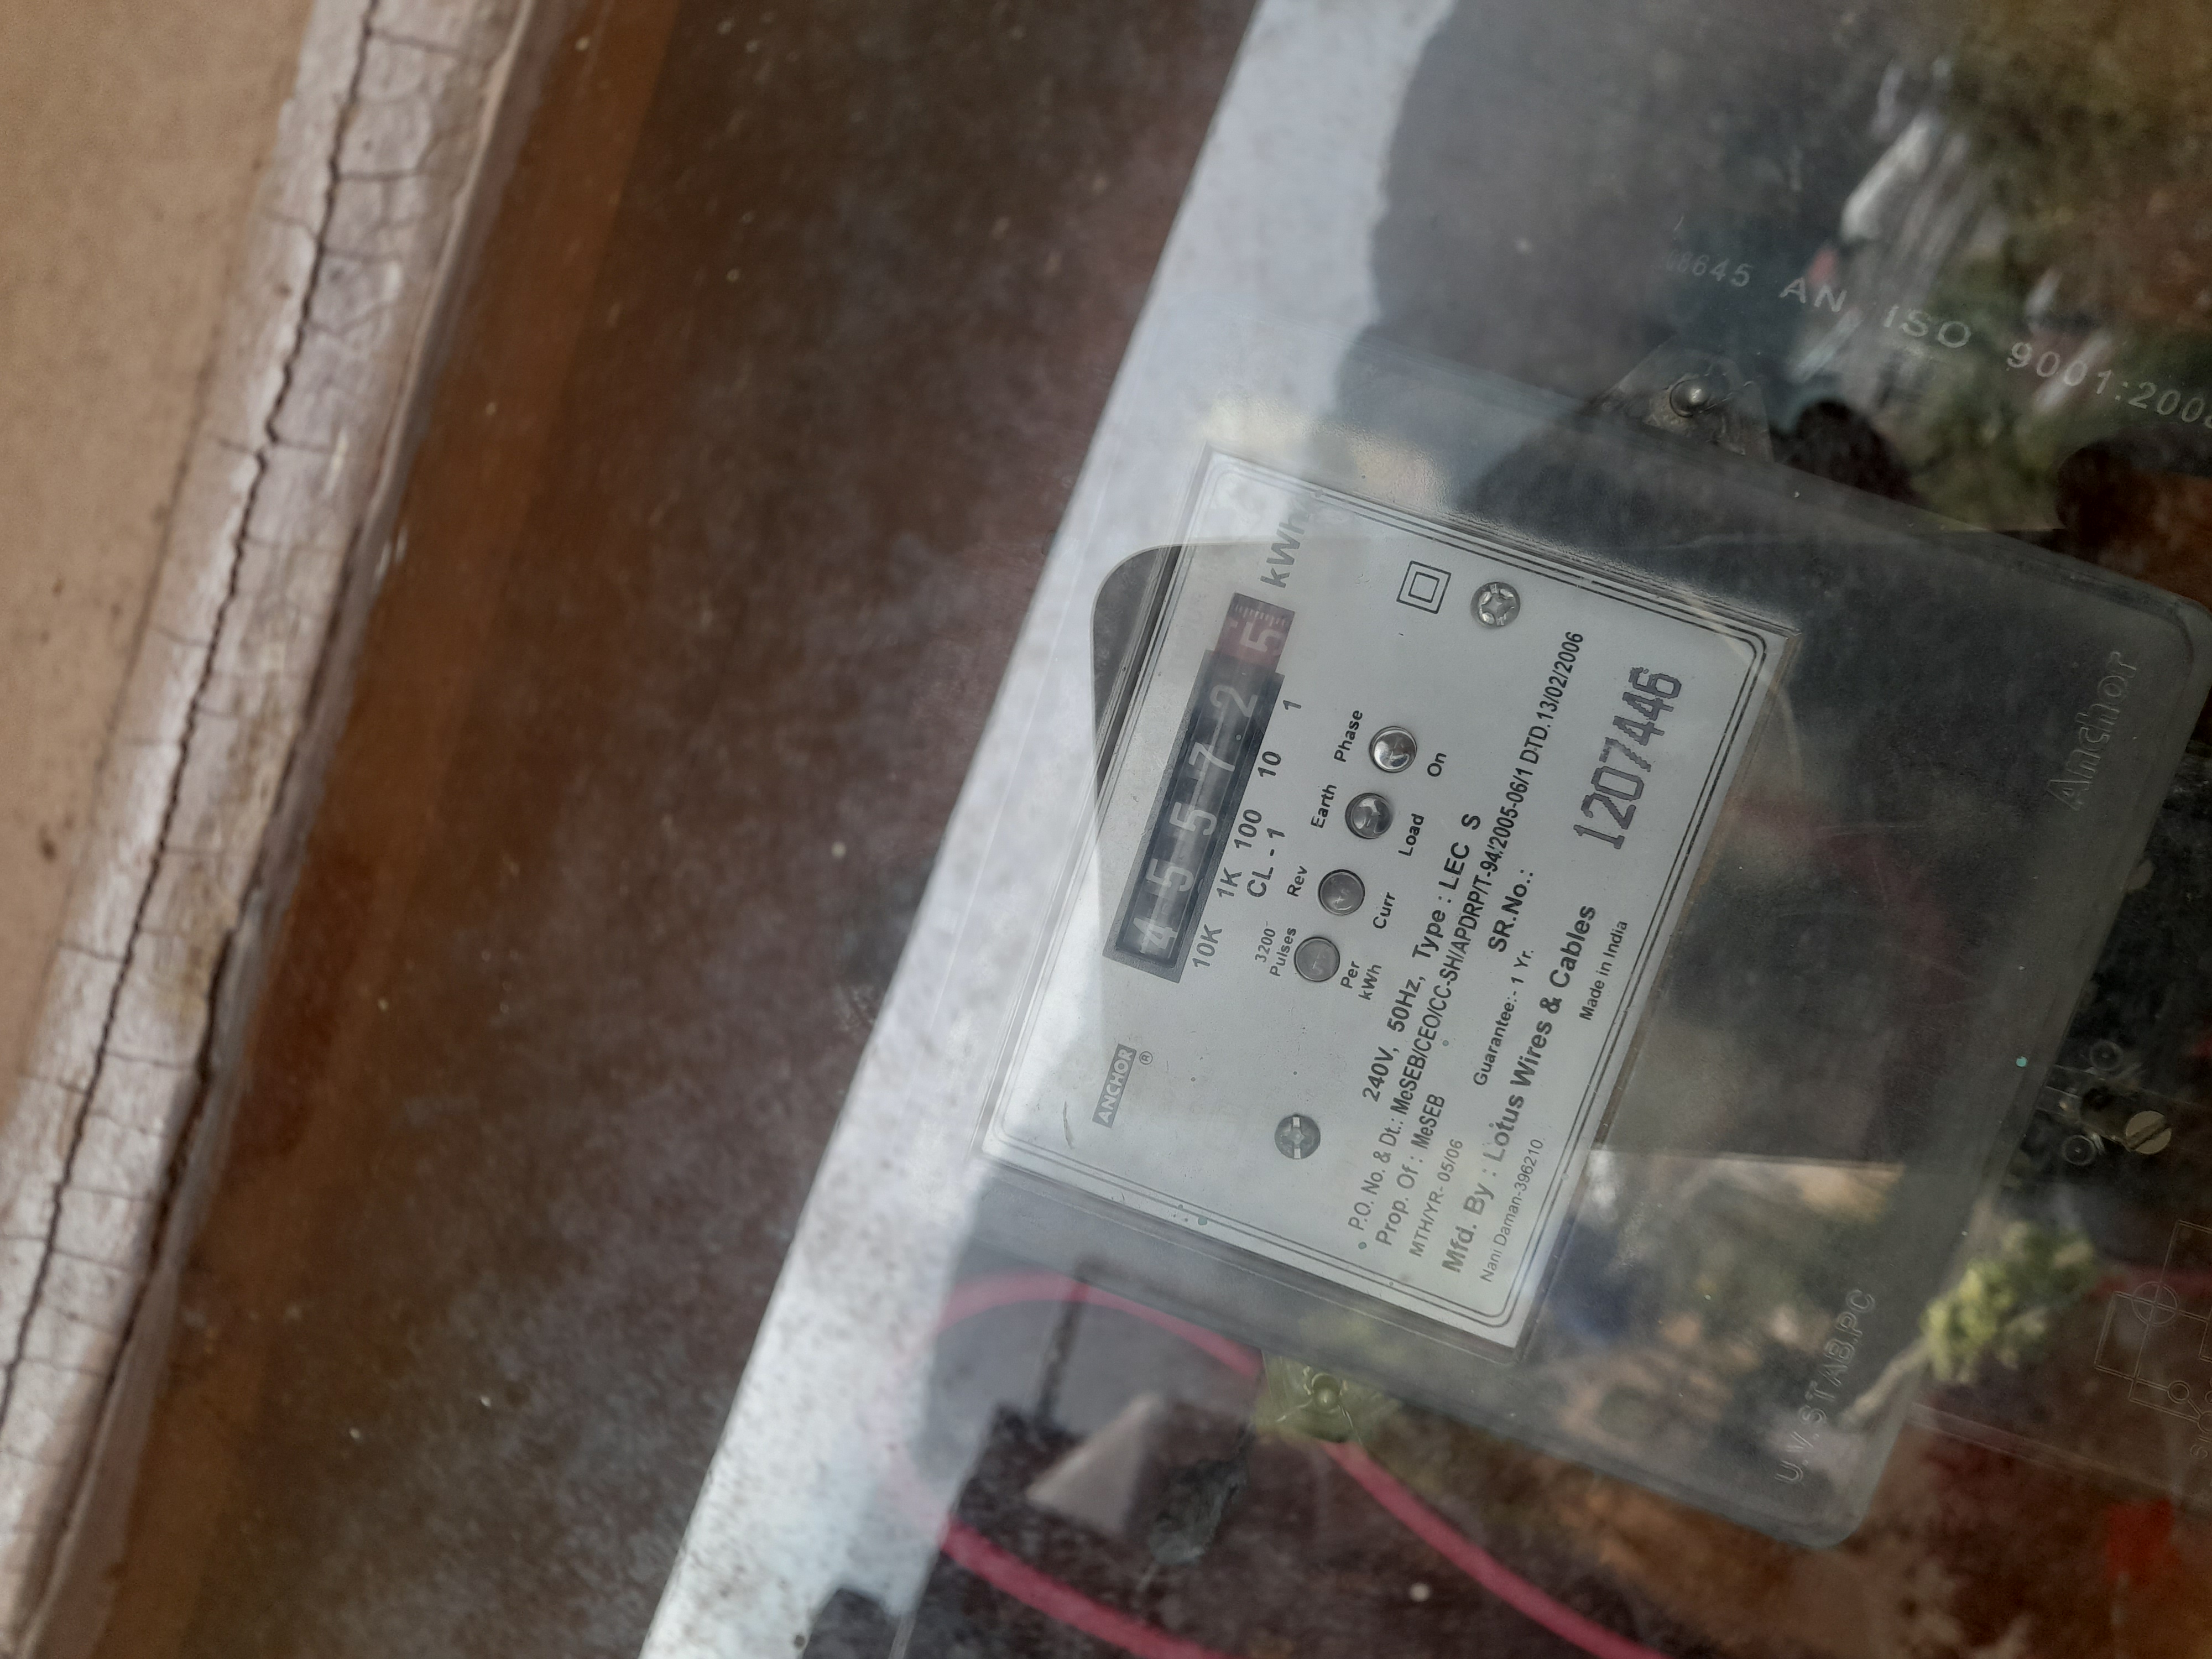 kWh
4 5 5 7 2 5
10K 1K 100 10 1
CL - 1
ANCHOR ®
3200 Pulses Rev Earth Phase
Per kWh Curr Load On
240V, 50Hz, Type : LEC S
P.O. No. & Dt.: MeSEB/CEO/CC-SH/APDRP/T-94/2005-06/1 DTD.13/02/2006
Prop. Of : MeSEB
MTH/YR- 05/06 Guarantee:- 1 Yr. SR.No.: 1207446
Mfd. By : Lotus Wires & Cables
Nani Daman-396210. Made in India
Anchor
U.V. STAB.PC
AN ISO 9001:200